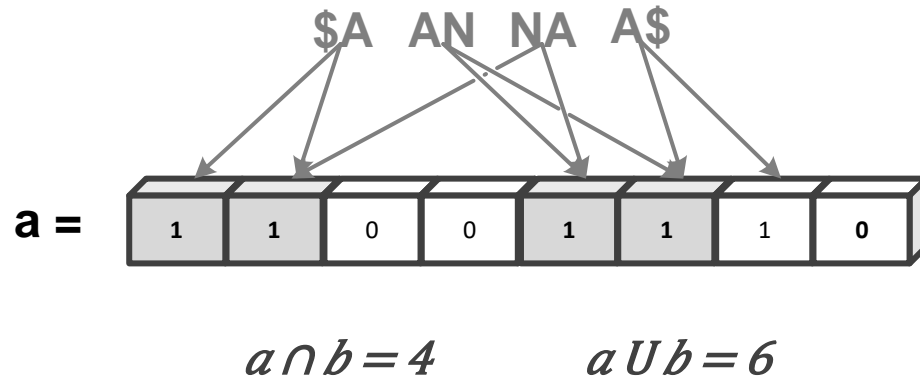 $A AN NA A$
a = 1 1 0 0 1 1 1 0
a ∩ b = 4 a U b = 6